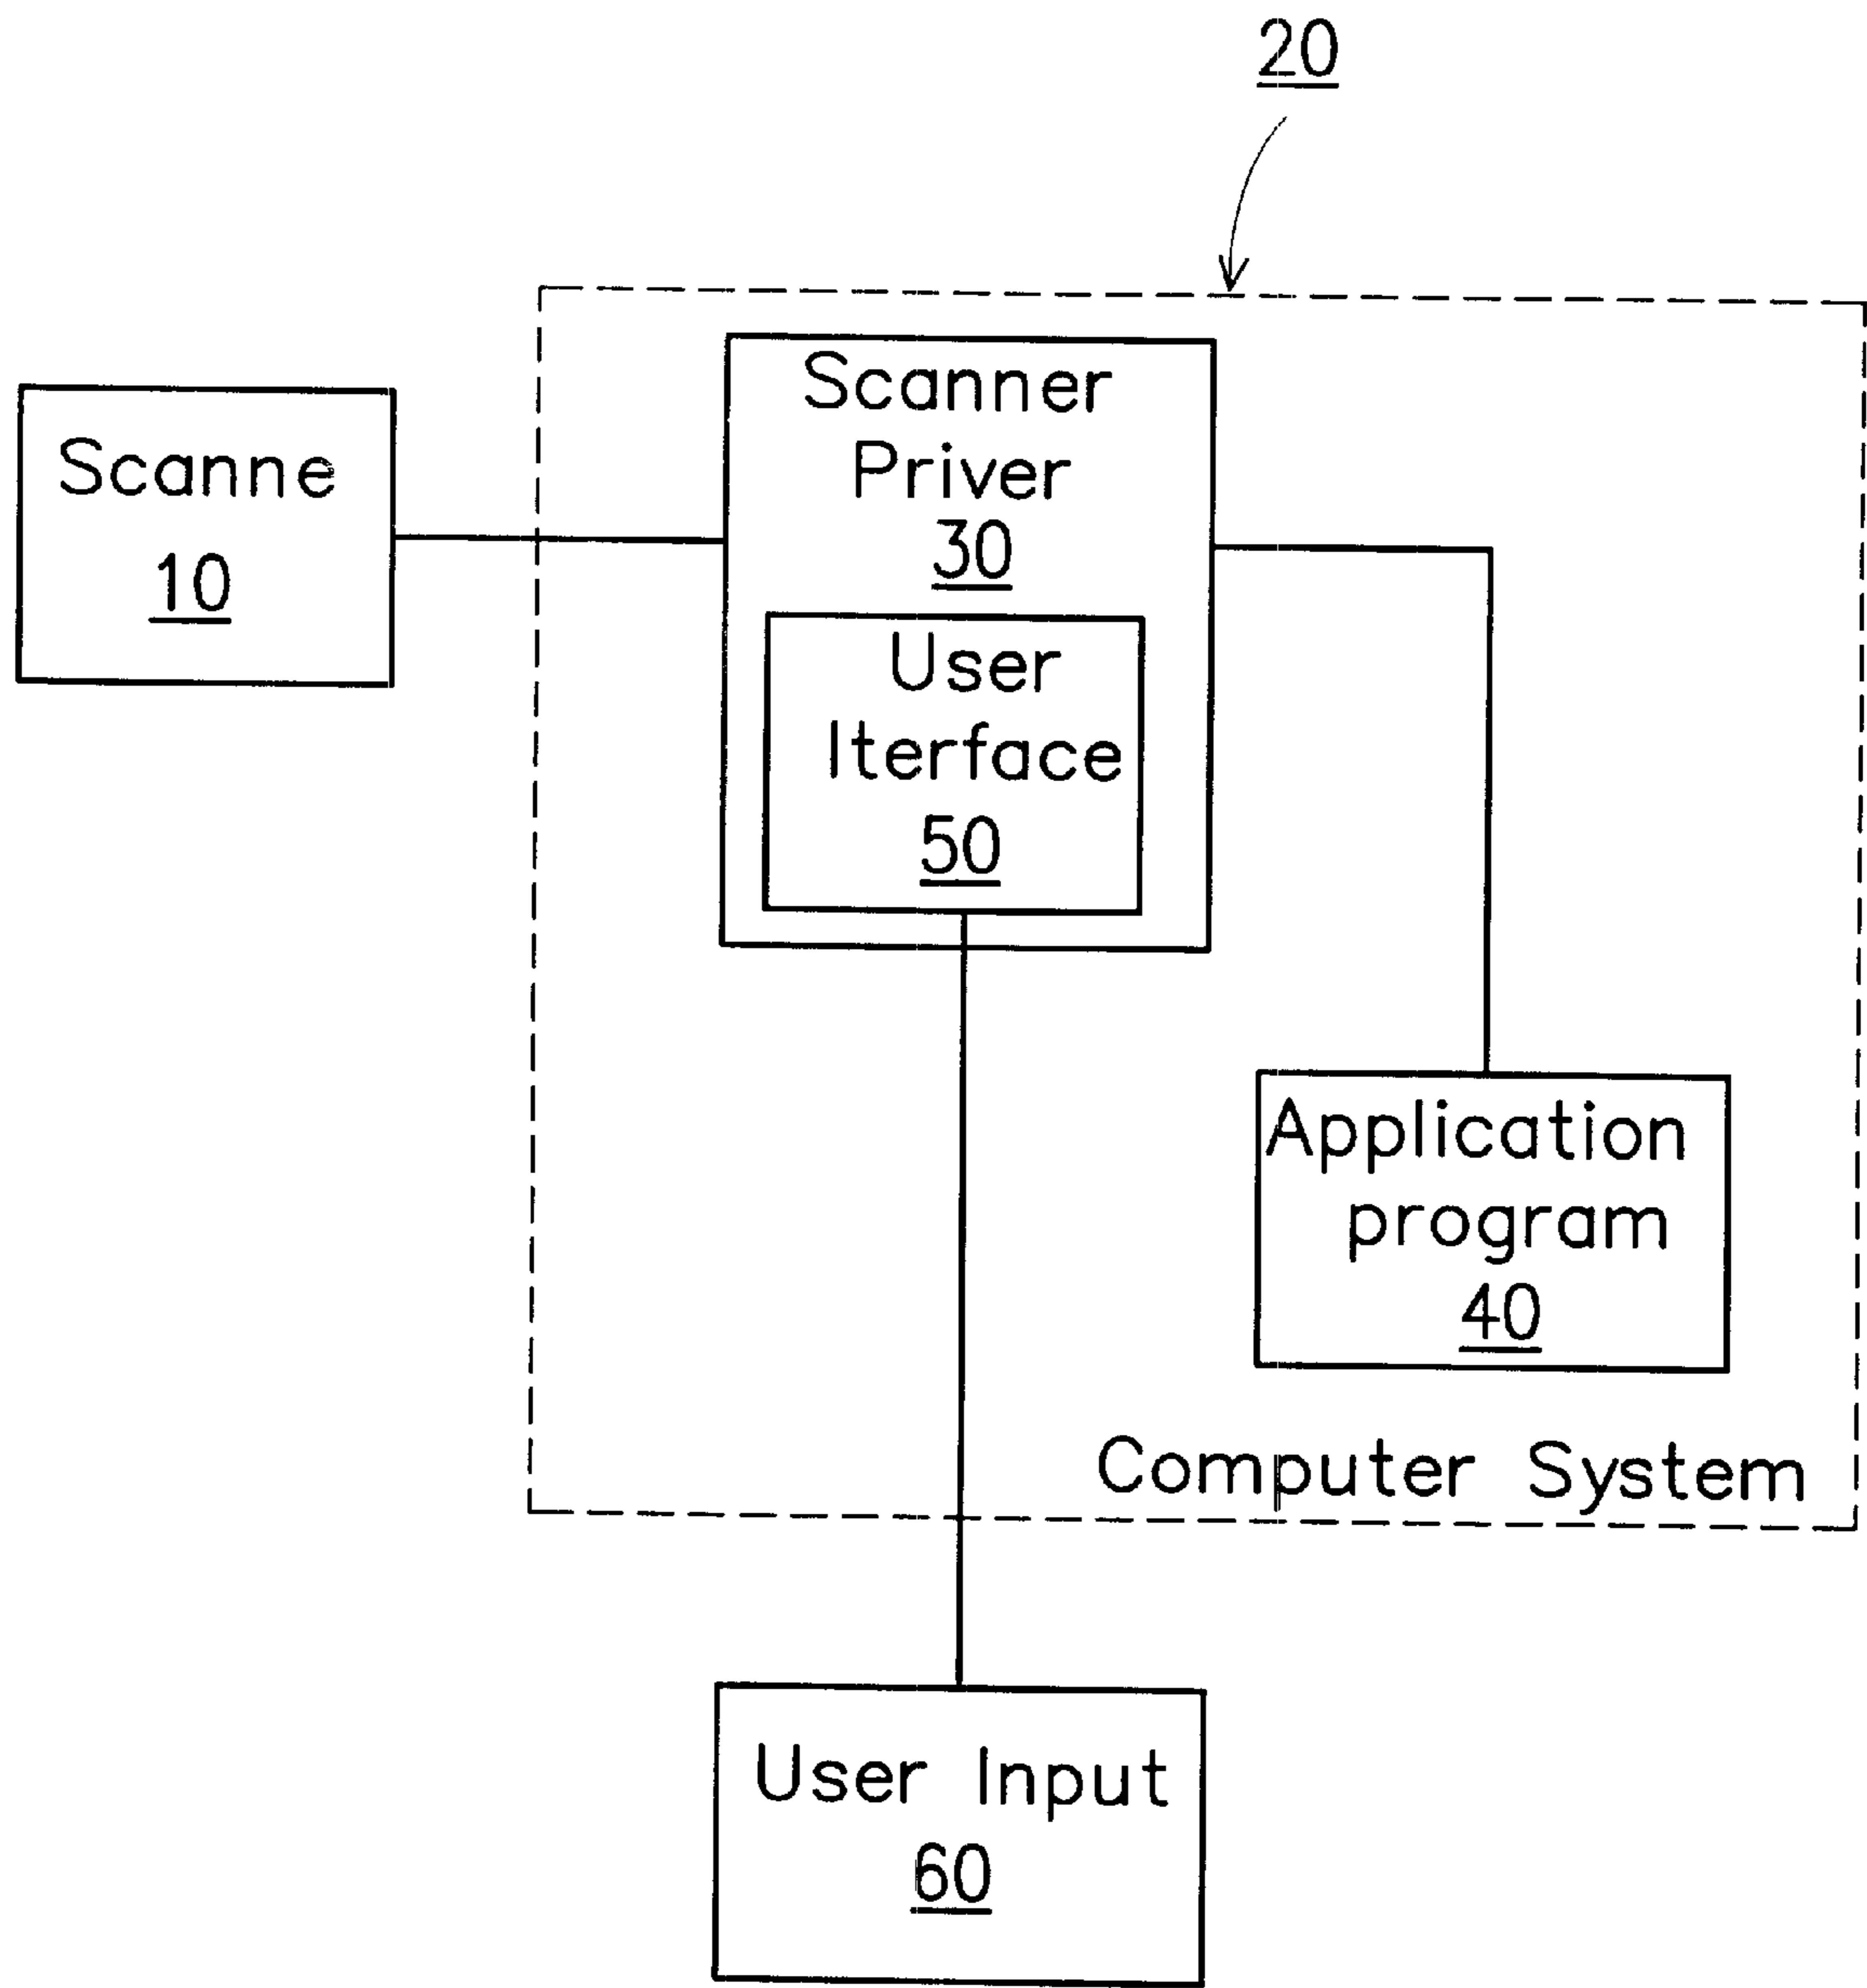 20
Scanne
10
Scanner
Priver
30
User
Iterface
50
Application
program
40
Computer System
User Input
60